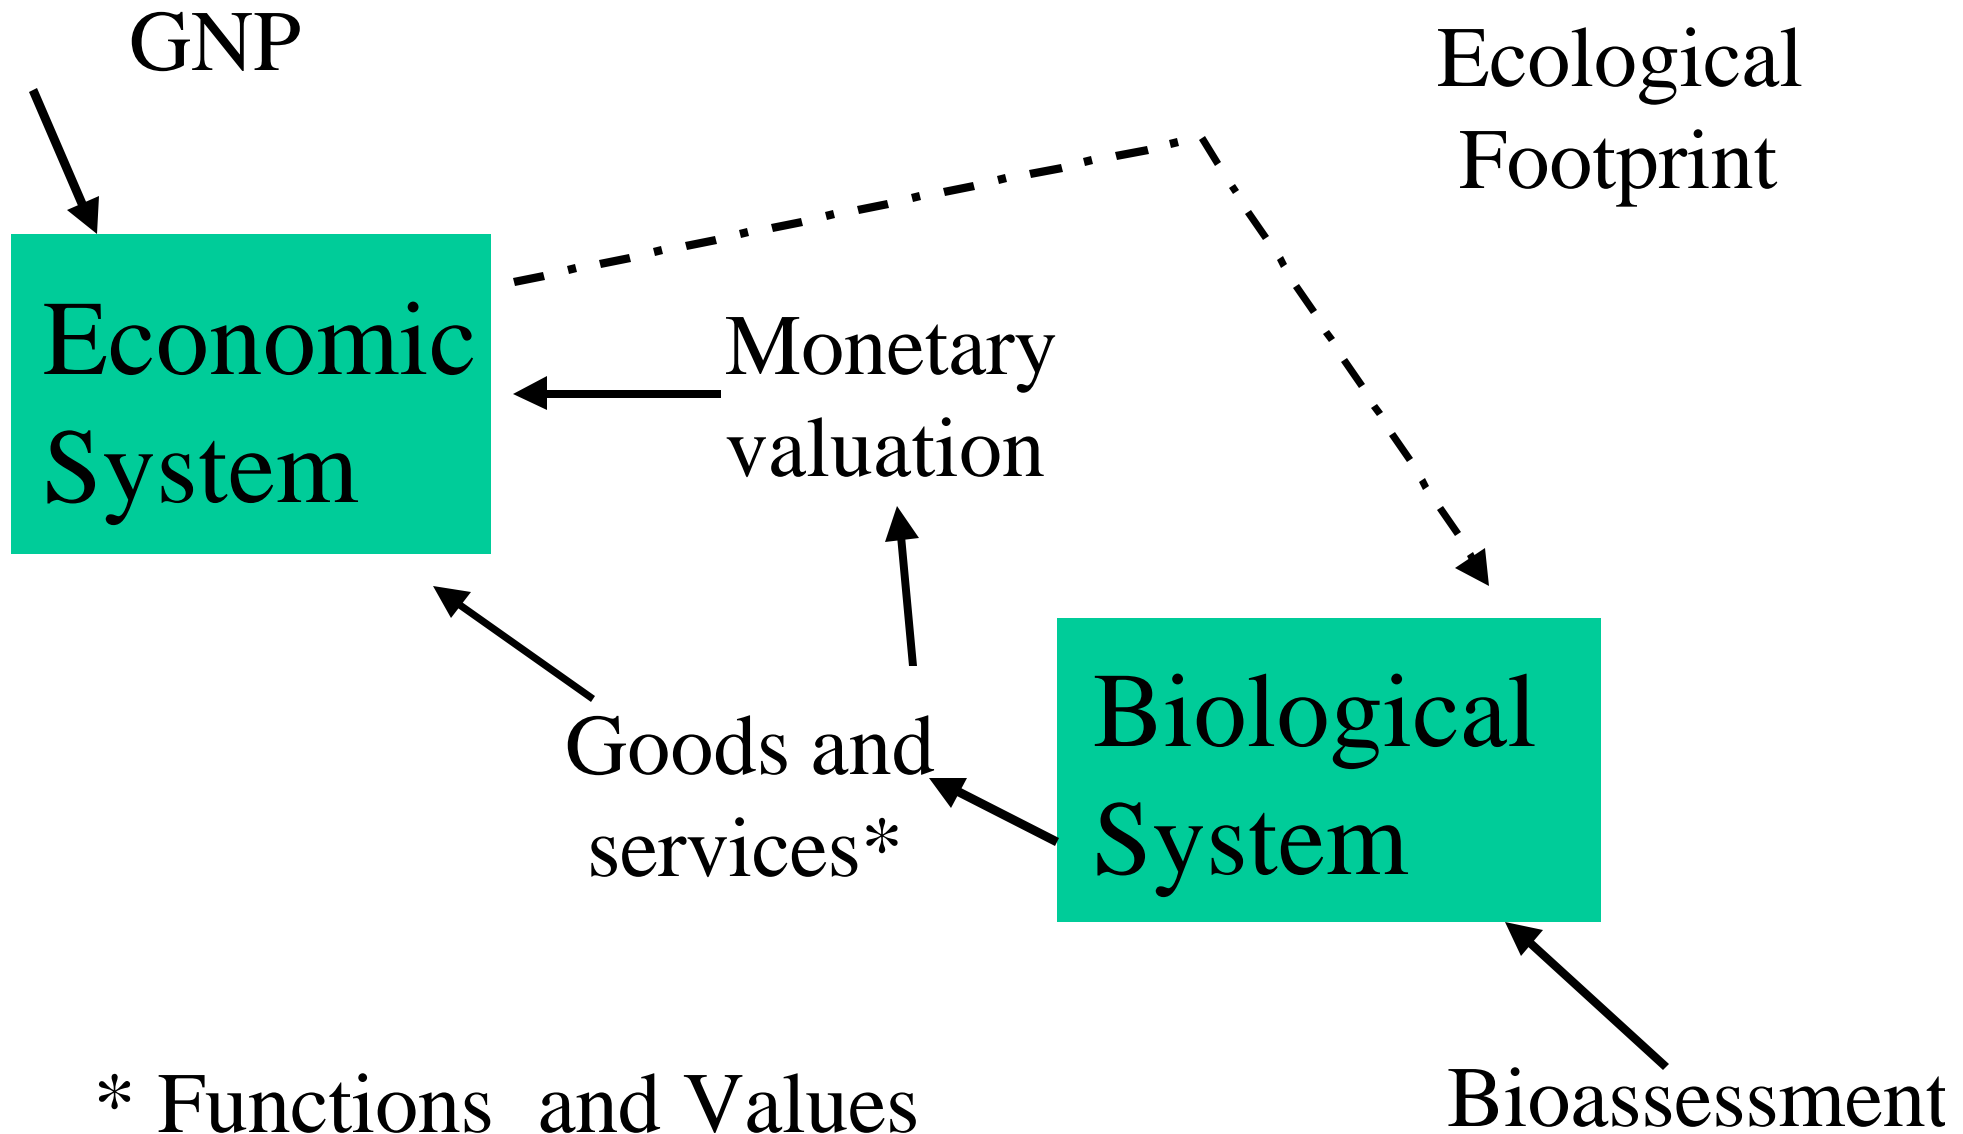 GNP
Ecological
Footprint
Economic
System
Monetary
valuation
Biological
System
Goods and
services*
* Functions  and Values
Bioassessment